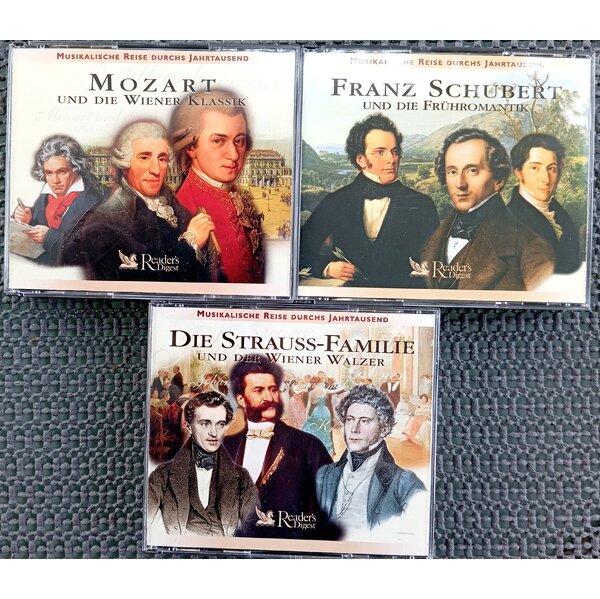 MUSIKALISCHE REISE DURCHS JAHRTAUSEND
MOZART
UND DIE WIENER KLASSIK
Reader's
Digest
MUSIKALISCHE REISE DURCHS JAHRTAUSEND
FRANZ SCHUBERT
UND DIE FRÜHROMANTIK
Reader's
Digest
MUSIKALISCHE REISE DURCHS JAHRTAUSEND
DIE STRAUSS-FAMILIE
UND DER WIENER WALZER
Reader's
Digest